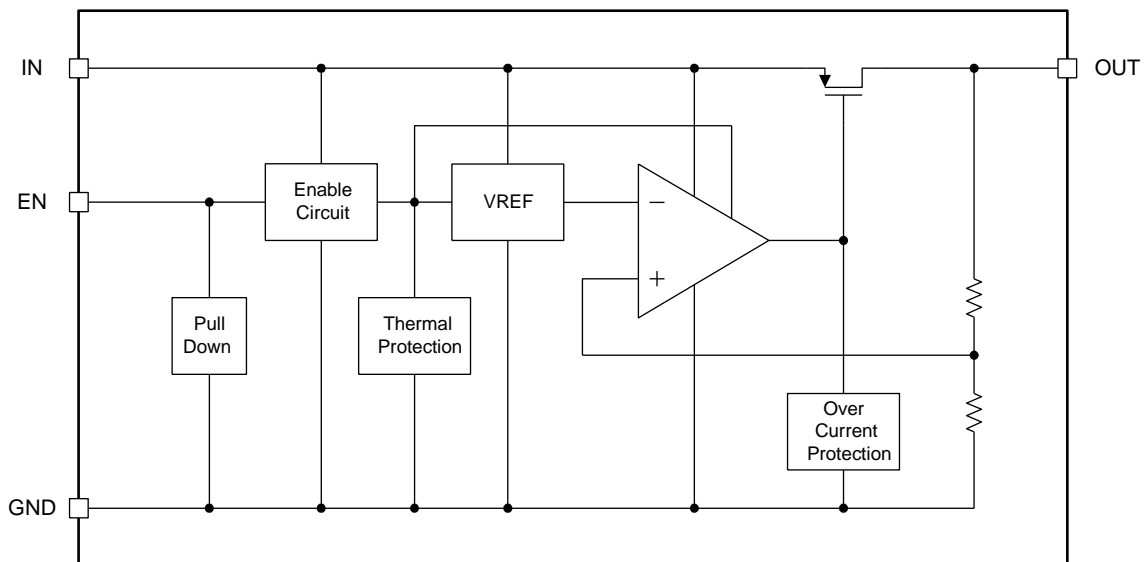 IN
OUT
EN
Enable
Circuit
VREF
−
+
Pull
Down
Thermal
Protection
Over
Current
Protection
GND